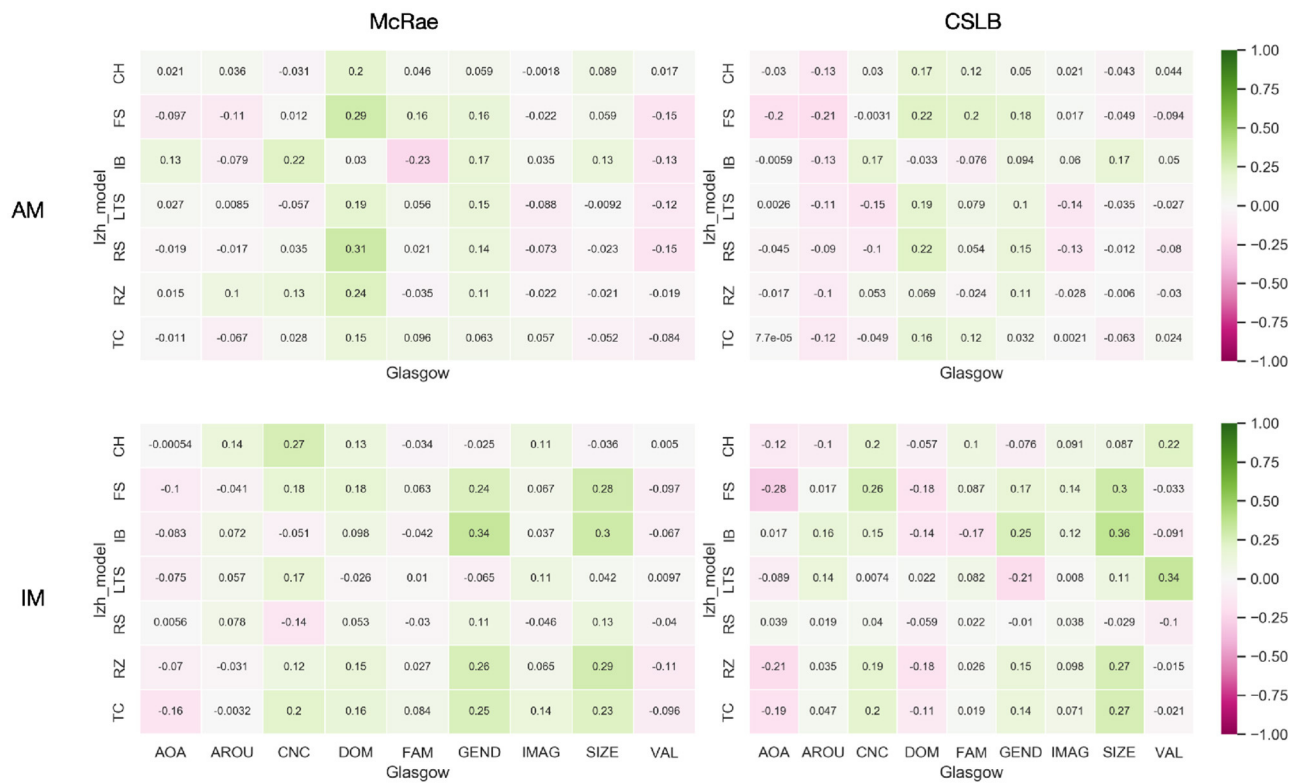 McRae
CSLB
AM
lzh_model
CH 0.021 0.036 -0.031 0.2 0.046 0.059 -0.0018 0.089 0.017
FS -0.097 -0.11 0.012 0.29 0.16 0.16 -0.022 0.059 -0.15
IB 0.13 -0.079 0.22 0.03 -0.23 0.17 0.035 0.13 -0.13
LTS 0.027 0.0085 -0.057 0.19 0.056 0.15 -0.088 -0.0092 -0.12
RS -0.019 -0.017 0.035 0.31 0.021 0.14 -0.073 -0.023 -0.15
RZ 0.015 0.1 0.13 0.24 -0.035 0.11 -0.022 -0.021 -0.019
TC -0.011 -0.067 0.028 0.15 0.096 0.063 0.057 -0.052 -0.084
Glasgow
lzh_model
CH -0.03 -0.13 0.03 0.17 0.12 0.05 0.021 -0.043 0.044
FS -0.2 -0.21 -0.0031 0.22 0.2 0.18 0.017 -0.049 -0.094
IB -0.0059 -0.13 0.17 -0.033 -0.076 0.094 0.06 0.17 0.05
LTS 0.0026 -0.11 -0.15 0.19 0.079 0.1 -0.14 -0.035 -0.027
RS -0.045 -0.09 -0.1 0.22 0.054 0.15 -0.13 -0.012 -0.08
RZ -0.017 -0.1 0.053 0.069 -0.024 0.11 -0.028 -0.006 -0.03
TC 7.7e-05 -0.12 -0.049 0.16 0.12 0.032 0.0021 -0.063 0.024
Glasgow
1.00
0.75
0.50
0.25
0.00
−0.25
−0.50
−0.75
−1.00
IM
lzh_model
CH -0.00054 0.14 0.27 0.13 -0.034 -0.025 0.11 -0.036 0.005
FS -0.1 -0.041 0.18 0.18 0.063 0.24 0.067 0.28 -0.097
IB -0.083 0.072 -0.051 0.098 -0.042 0.34 0.037 0.3 -0.067
LTS -0.075 0.057 0.17 -0.026 0.01 -0.065 0.11 0.042 0.0097
RS 0.0056 0.078 -0.14 0.053 -0.03 0.11 -0.046 0.13 -0.04
RZ -0.07 -0.031 0.12 0.15 0.027 0.26 0.065 0.29 -0.11
TC -0.16 -0.0032 0.2 0.16 0.084 0.25 0.14 0.23 -0.096
AOA AROU CNC DOM FAM GEND IMAG SIZE VAL
Glasgow
lzh_model
CH -0.12 -0.1 0.2 -0.057 0.1 -0.076 0.091 0.087 0.22
FS -0.28 0.017 0.26 -0.18 0.087 0.17 0.14 0.3 -0.033
IB 0.017 0.16 0.15 -0.14 -0.17 0.25 0.12 0.36 -0.091
LTS -0.089 0.14 0.0074 0.022 0.082 -0.21 0.008 0.11 0.34
RS 0.039 0.019 0.04 -0.059 0.022 -0.01 0.038 -0.029 -0.1
RZ -0.21 0.035 0.19 -0.18 0.026 0.15 0.098 0.27 -0.015
TC -0.19 0.047 0.2 -0.11 0.019 0.14 0.071 0.27 -0.021
AOA AROU CNC DOM FAM GEND IMAG SIZE VAL
Glasgow
1.00
0.75
0.50
0.25
0.00
−0.25
−0.50
−0.75
−1.00